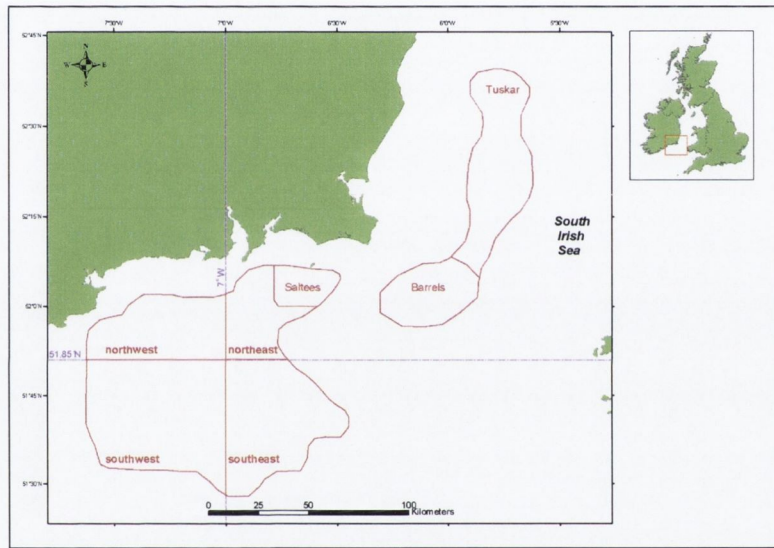 7°30'W 7°0'W 6°30'W 6°0'W 5°30'W
52°45'N
N
W E
S
Tuskar
52°30'N
52°15'N
South
Irish
Sea
7° W
Saltees
Barrels
52°0'N
northwest northeast
51.85°N
51°45'N
southwest southeast
51°30'N
0 25 50 100
Kilometers